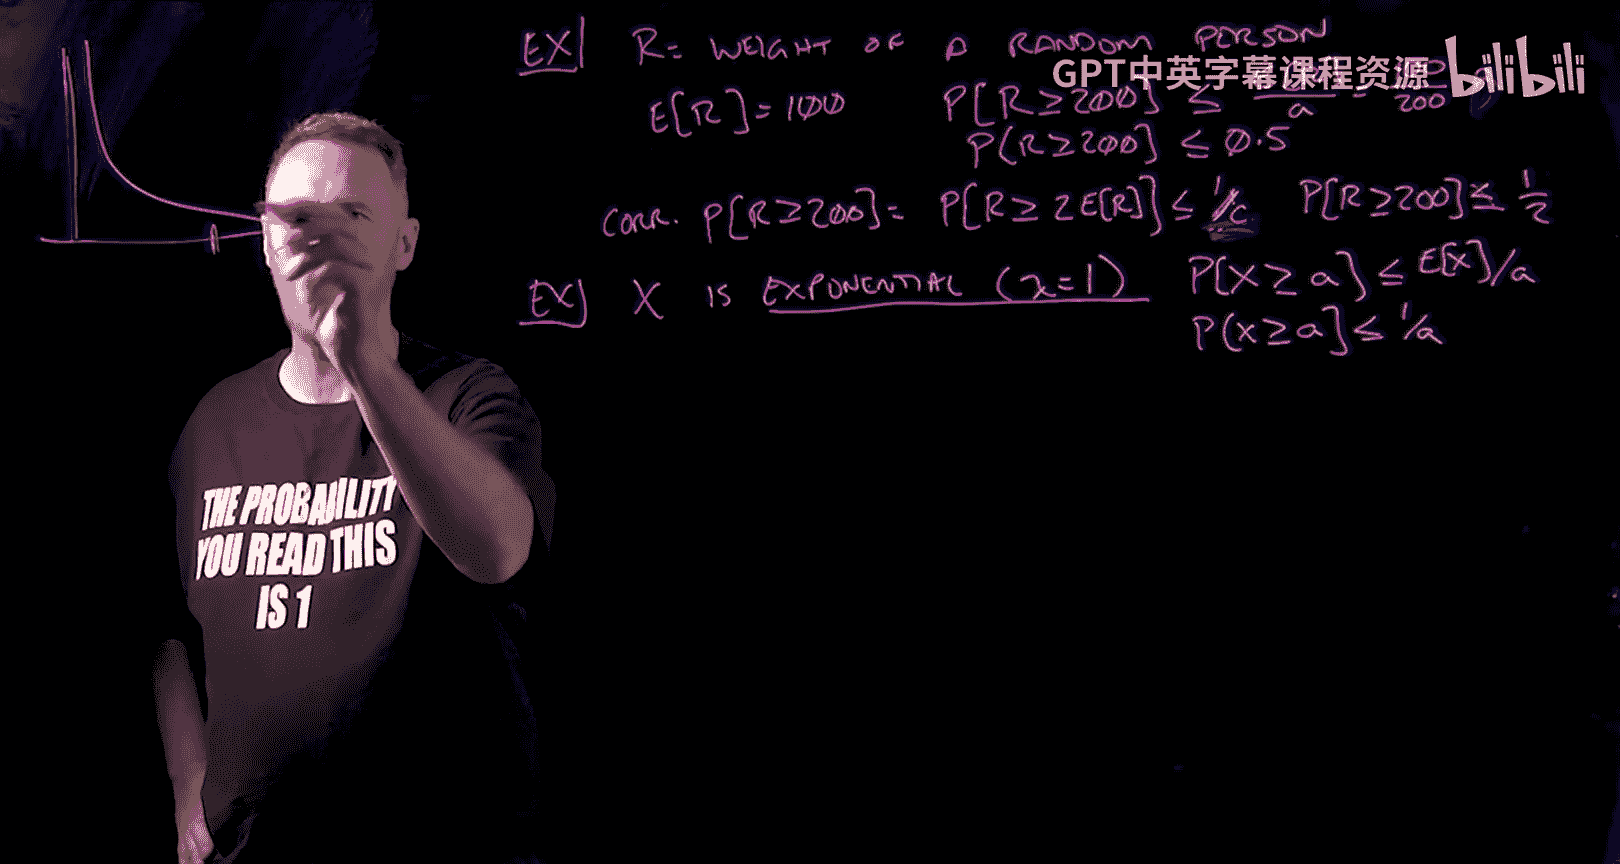 EX R = WEIGHT OF A RANDOM PERSON
GPT中英字幕课程资源 bilibili
E[R] = 100 P[R ≥ 200] ≤ 200
P(R ≥ 200] ≤ 0.5
CORR. P[R ≥ 200] = P[R ≥ 2E[R]] ≤ 1/c P[R ≥ 200] ≤ 1/2
EX X IS EXPONENTIAL (λ=1) P[X ≥ a] ≤ E[X]/a
P(X ≥ a] ≤ 1/a
THE PROBABILITY
YOU READ THIS
IS 1